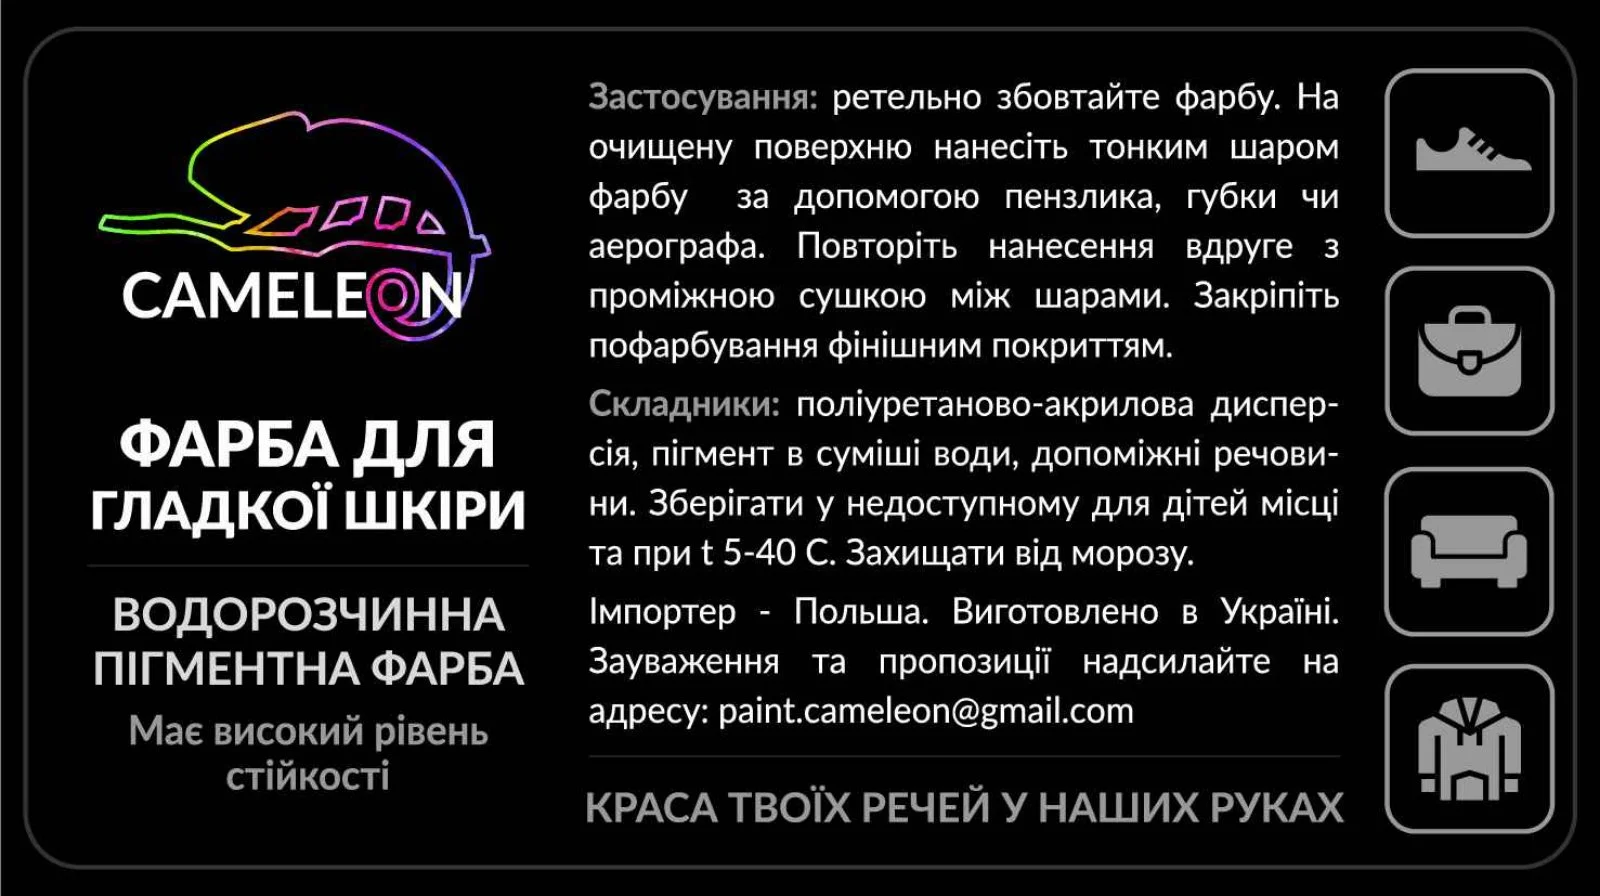 CAMELEON
ФАРБА ДЛЯ
ГЛАДКОЇ ШКІРИ
ВОДОРОЗЧИННА
ПІГМЕНТНА ФАРБА
Має високий рівень
стійкості
Застосування: ретельно збовтайте фарбу. На
очищену поверхню нанесіть тонким шаром
фарбу за допомогою пензлика, губки чи
аерографа. Повторіть нанесення вдруге з
проміжною сушкою між шарами. Закріпіть
пофарбування фінішним покриттям.
Складники: поліуретаново-акрилова диспер-
сія, пігмент в суміші води, допоміжні речови-
ни. Зберігати у недоступному для дітей місці
та при t 5-40 С. Захищати від морозу.
Імпортер - Польша. Виготовлено в Україні.
Зауваження та пропозиції надсилайте на
адресу: paint.cameleon@gmail.com
КРАСА ТВОЇХ РЕЧЕЙ У НАШИХ РУКАХ